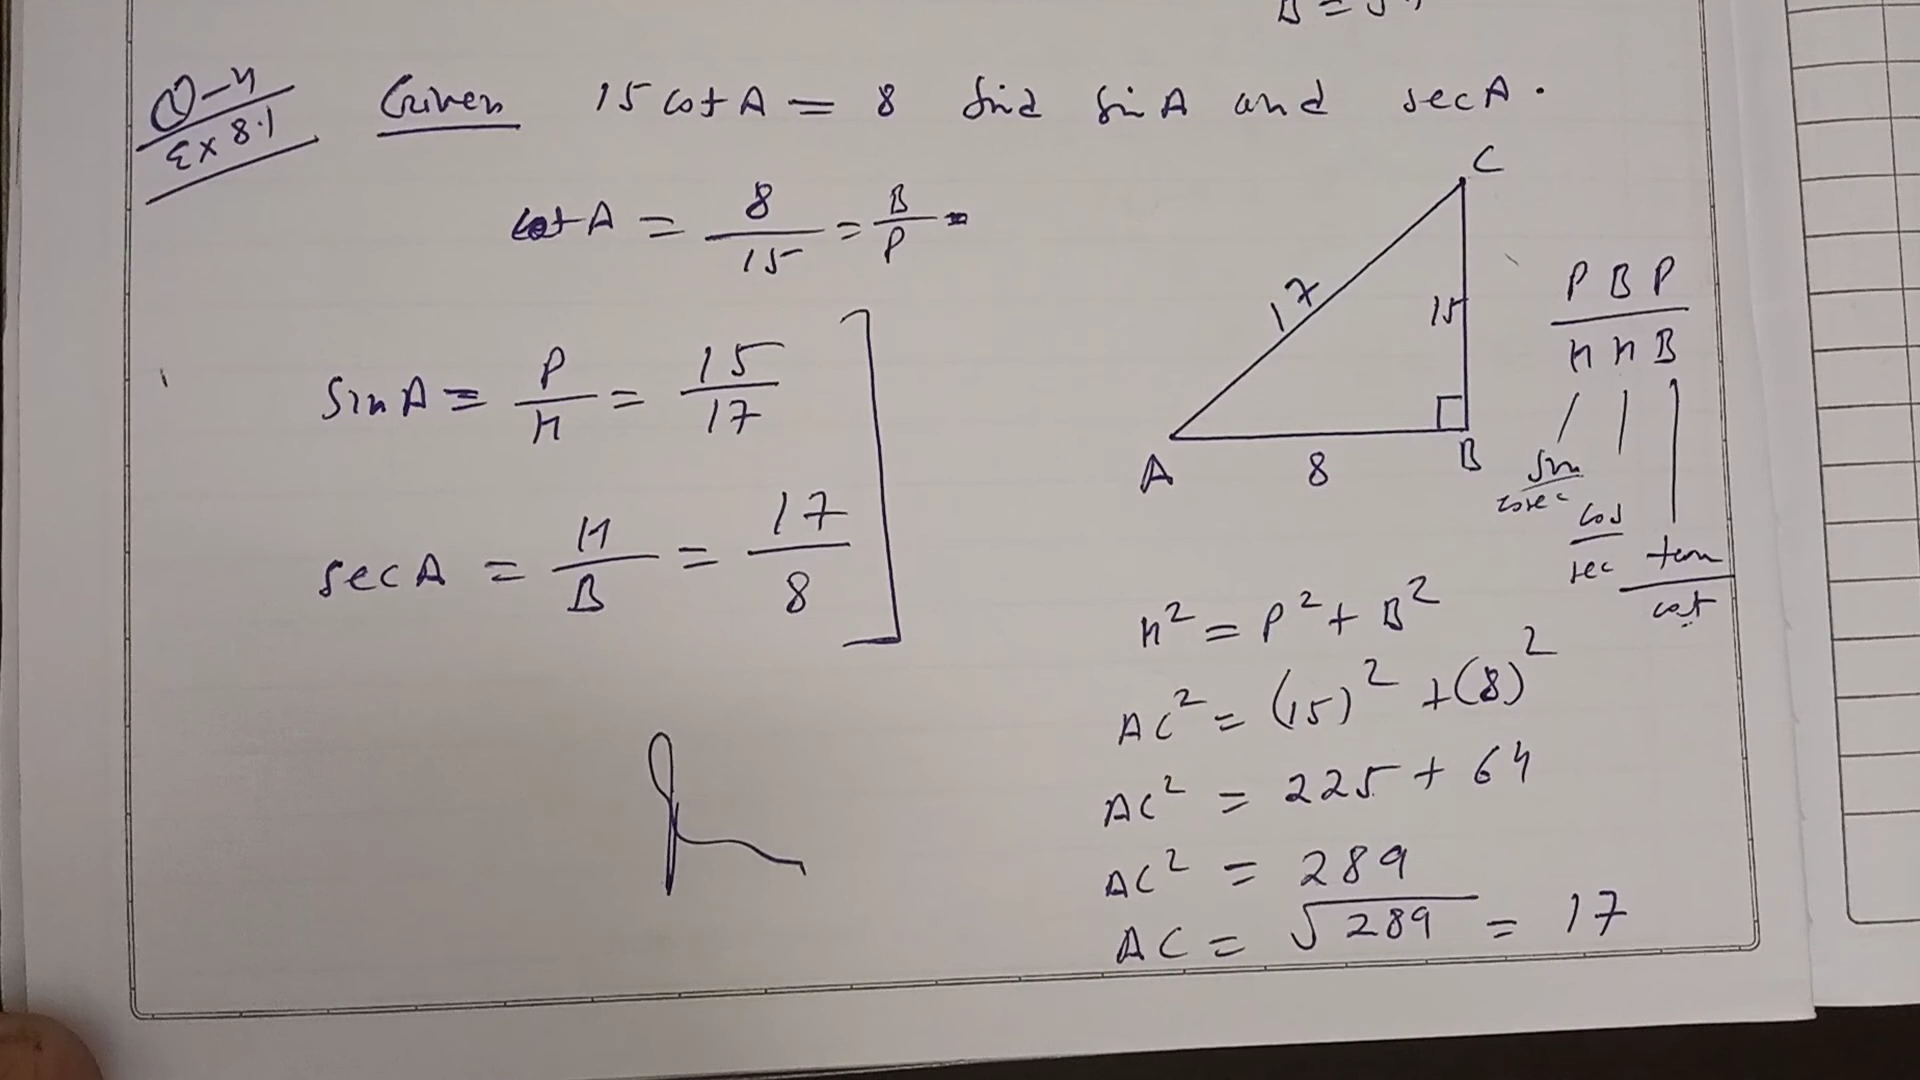 Q-4
Ex 8.1
Given 15 cot A = 8 find sin A and sec A.
cot A = 8/15 = B/P =
sin A = P/H = 15/17
sec A = H/B = 17/8
C
17
15
A
8
B
P B P
H H B
sin
cosec
cos
sec
tan
cot
H² = P² + B²
AC² = (15)² + (8)²
AC² = 225 + 64
AC² = 289
AC = √289 = 17